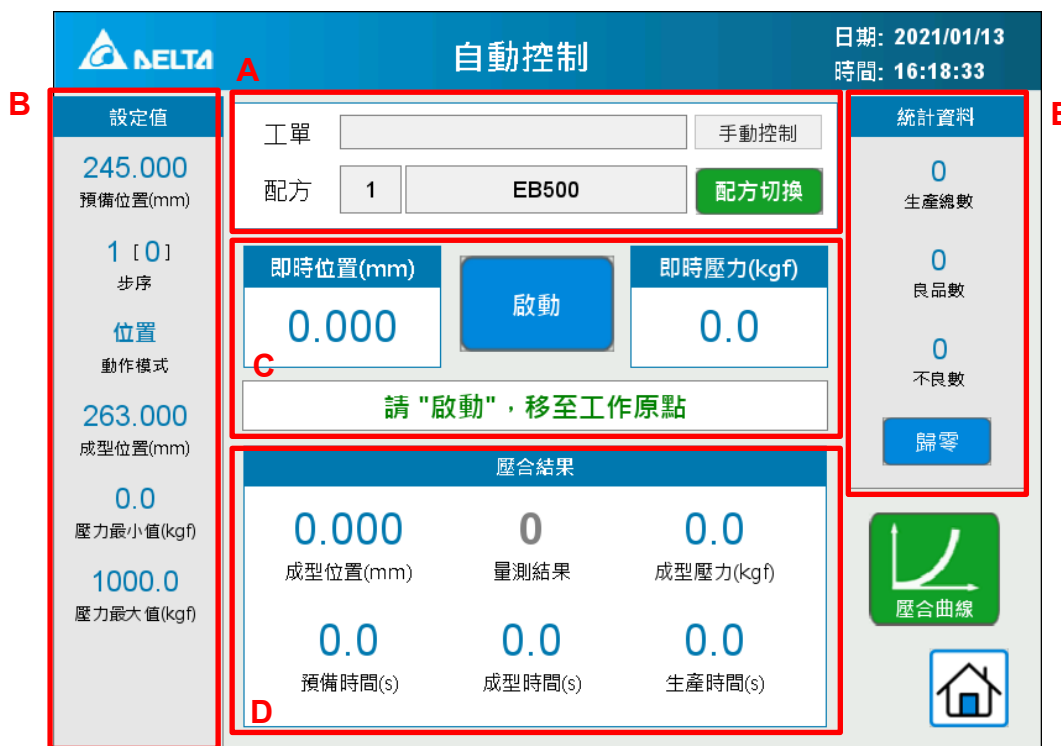 DELTA
自動控制
日期: 2021/01/13
時間: 16:18:33
A
B
設定值
245.000
預備位置(mm)
1 [ 0 ]
步序
位置
動作模式
263.000
成型位置(mm)
0.0
壓力最小值(kgf)
1000.0
壓力最大值(kgf)
工單
手動控制
配方 1 EB500 配方切換
即時位置(mm)
0.000
啟動
即時壓力(kgf)
0.0
C
請 "啟動",移至工作原點
壓合結果
0.000 0 0.0
成型位置(mm) 量測結果 成型壓力(kgf)
0.0 0.0 0.0
預備時間(s) 成型時間(s) 生產時間(s)
D
統計資料
0
生產總數
0
良品數
0
不良數
歸零
壓合曲線